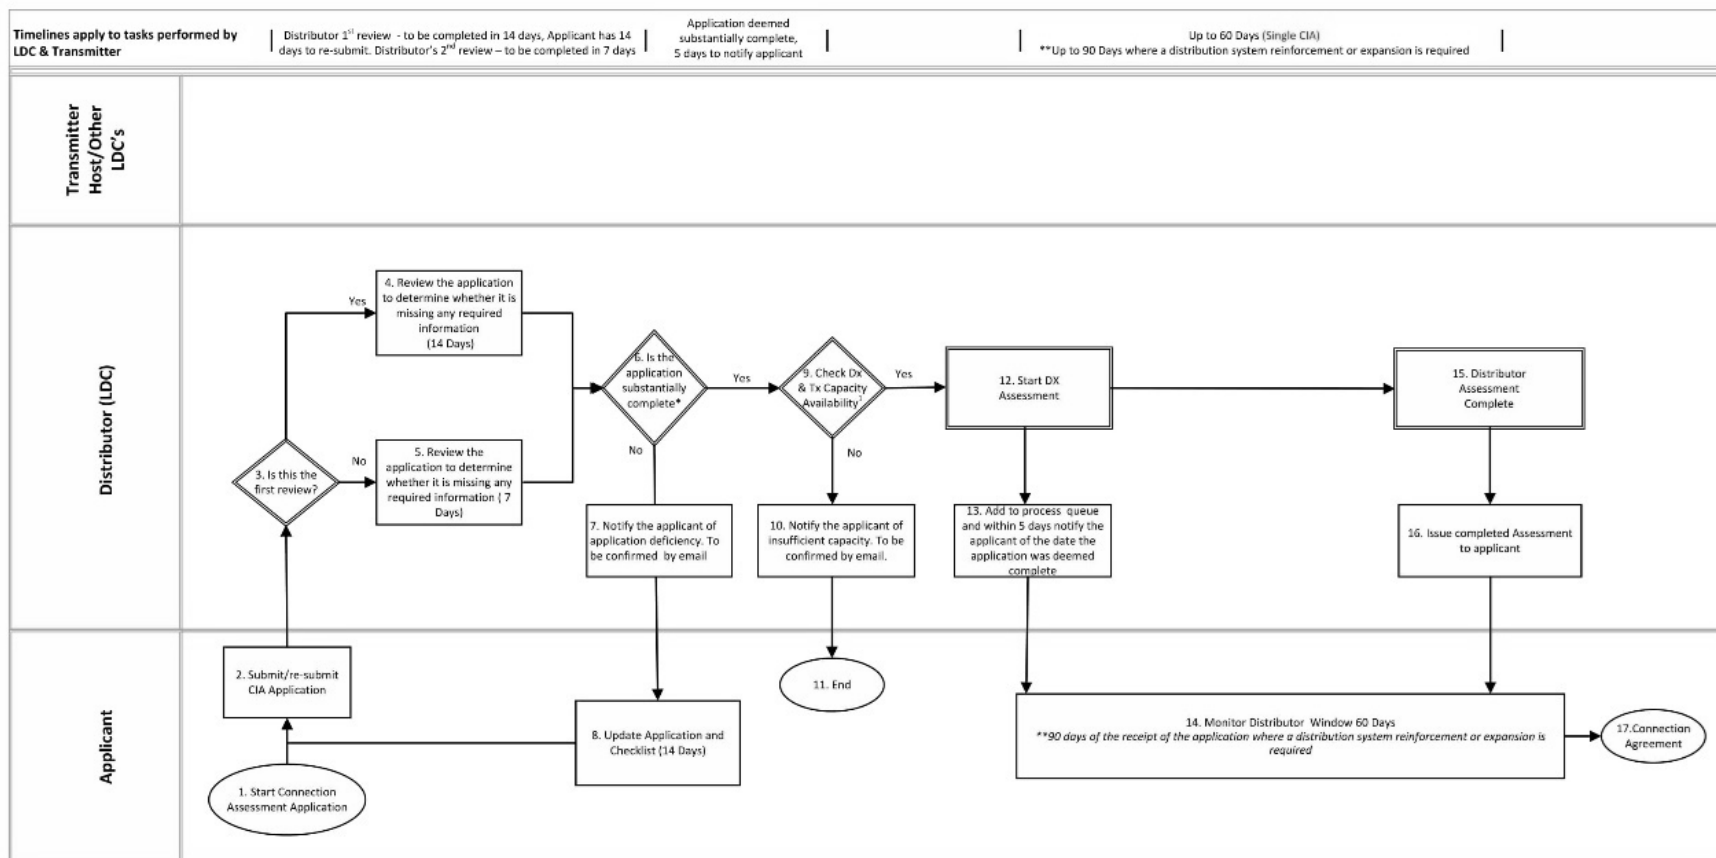 Timelines apply to tasks performed by
LDC & Transmitter
Distributor 1st review - to be completed in 14 days, Applicant has 14
days to re-submit. Distributor's 2nd review – to be completed in 7 days
Application deemed
substantially complete,
5 days to notify applicant
Up to 60 Days (Single CIA)
**Up to 90 Days where a distribution system reinforcement or expansion is required
Transmitter
Host/Other
LDC's
Distributor (LDC)
4. Review the application
to determine whether it is
missing any required
information
(14 Days)
Yes
3. Is this the
first review?
No
5. Review the
application to determine
whether it is missing any
required information ( 7
Days)
6. Is the
application
substantially
complete*
Yes
No
7. Notify the applicant of
application deficiency. To
be confirmed by email
9. Check Dx
& Tx Capacity
Availability1
Yes
No
10. Notify the applicant of
insufficient capacity. To be
confirmed by email.
12. Start DX
Assessment
13. Add to process queue
and within 5 days notify the
applicant of the date the
application was deemed
complete
15. Distributor
Assessment
Complete
16. Issue completed Assessment
to applicant
Applicant
2. Submit/re-submit
CIA Application
1. Start Connection
Assessment Application
8. Update Application and
Checklist (14 Days)
11. End
14. Monitor Distributor Window 60 Days
**90 days of the receipt of the application where a distribution system reinforcement or expansion is
required
17.Connection
Agreement